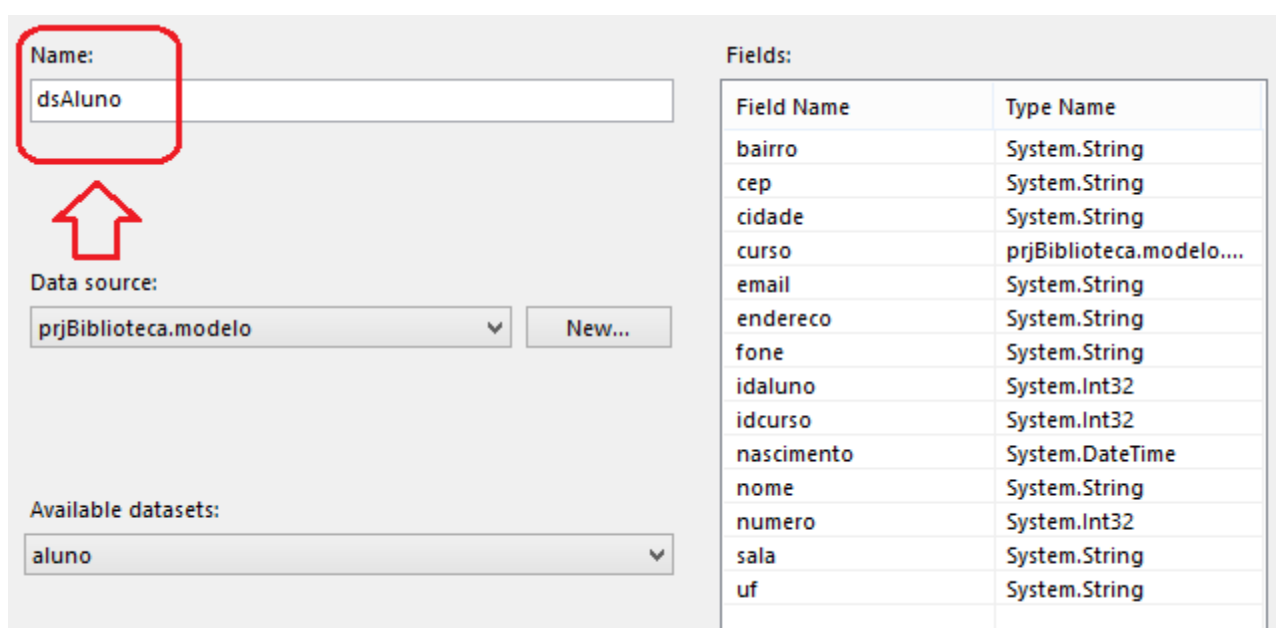 Name:
dsAluno
Data source:
prjBiblioteca.modelo
New...
Available datasets:
aluno
Fields:
Field Name Type Name
bairro System.String
cep System.String
cidade System.String
curso prjBiblioteca.modelo....
email System.String
endereco System.String
fone System.String
idaluno System.Int32
idcurso System.Int32
nascimento System.DateTime
nome System.String
numero System.Int32
sala System.String
uf System.String